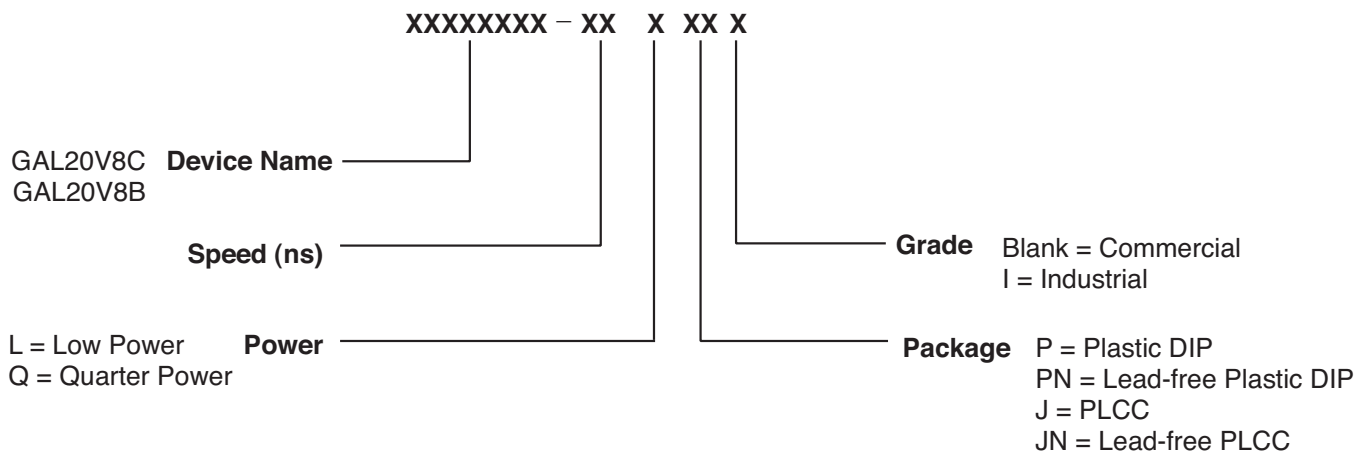 XXXXXXXX – XX X XX X
GAL20V8C Device Name
GAL20V8B
Speed (ns)
Grade Blank = Commercial
I = Industrial
L = Low Power Power
Q = Quarter Power
Package P = Plastic DIP
PN = Lead-free Plastic DIP
J = PLCC
JN = Lead-free PLCC